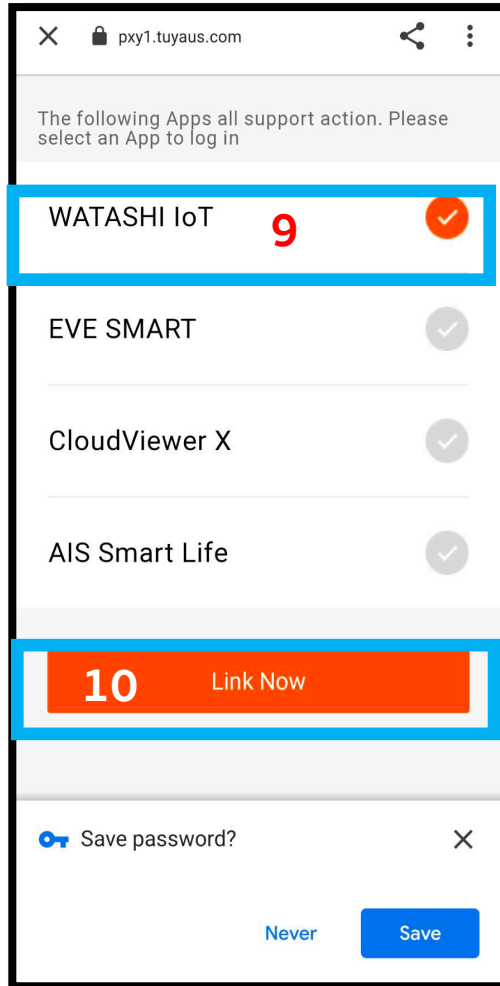 pxy1.tuyaus.com
The following Apps all support action. Please
select an App to log in
WATASHI IoT 9
EVE SMART
CloudViewer X
AIS Smart Life
10 Link Now
Save password?
Never Save